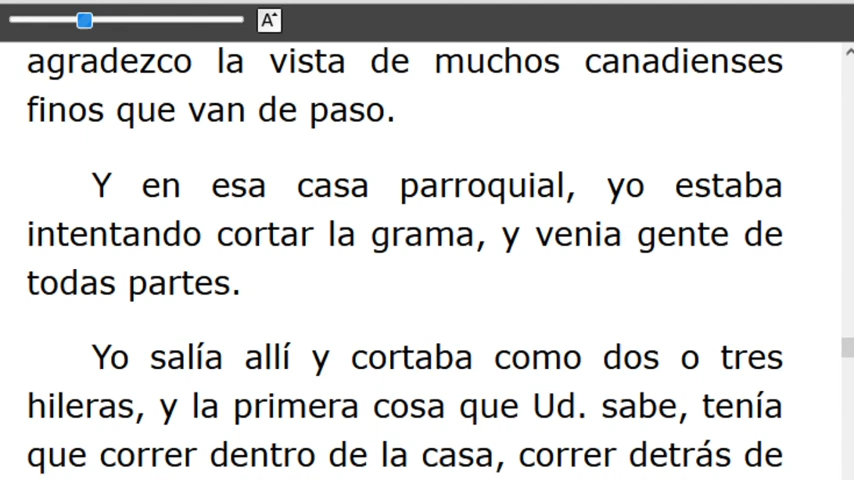 A
agradezco la vista de muchos canadienses
finos que van de paso.
Y en esa casa parroquial, yo estaba
intentando cortar la grama, y venia gente de
todas partes.
Yo salía allí y cortaba como dos o tres
hileras, y la primera cosa que Ud. sabe, tenía
que correr dentro de la casa, correr detrás de